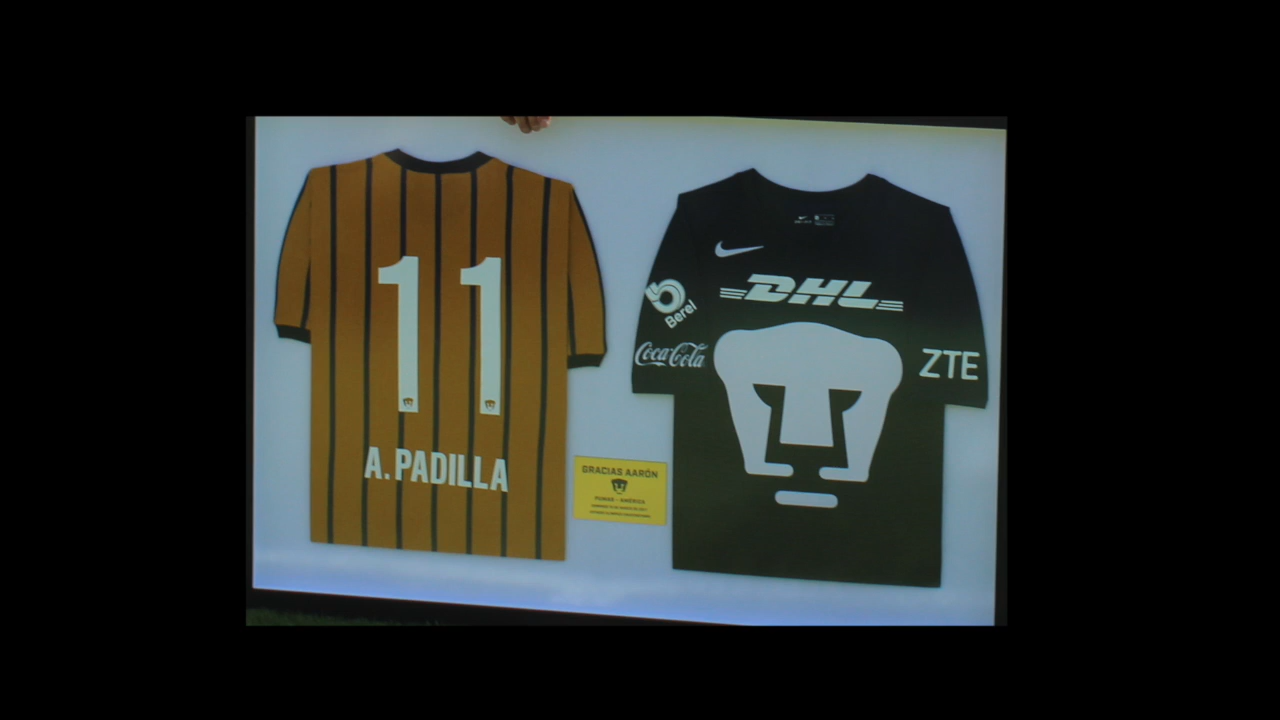 11
A. PADILLA
GRACIAS AARÓN
PUMAS - AMÉRICA
DHL
Berel
Coca-Cola
ZTE